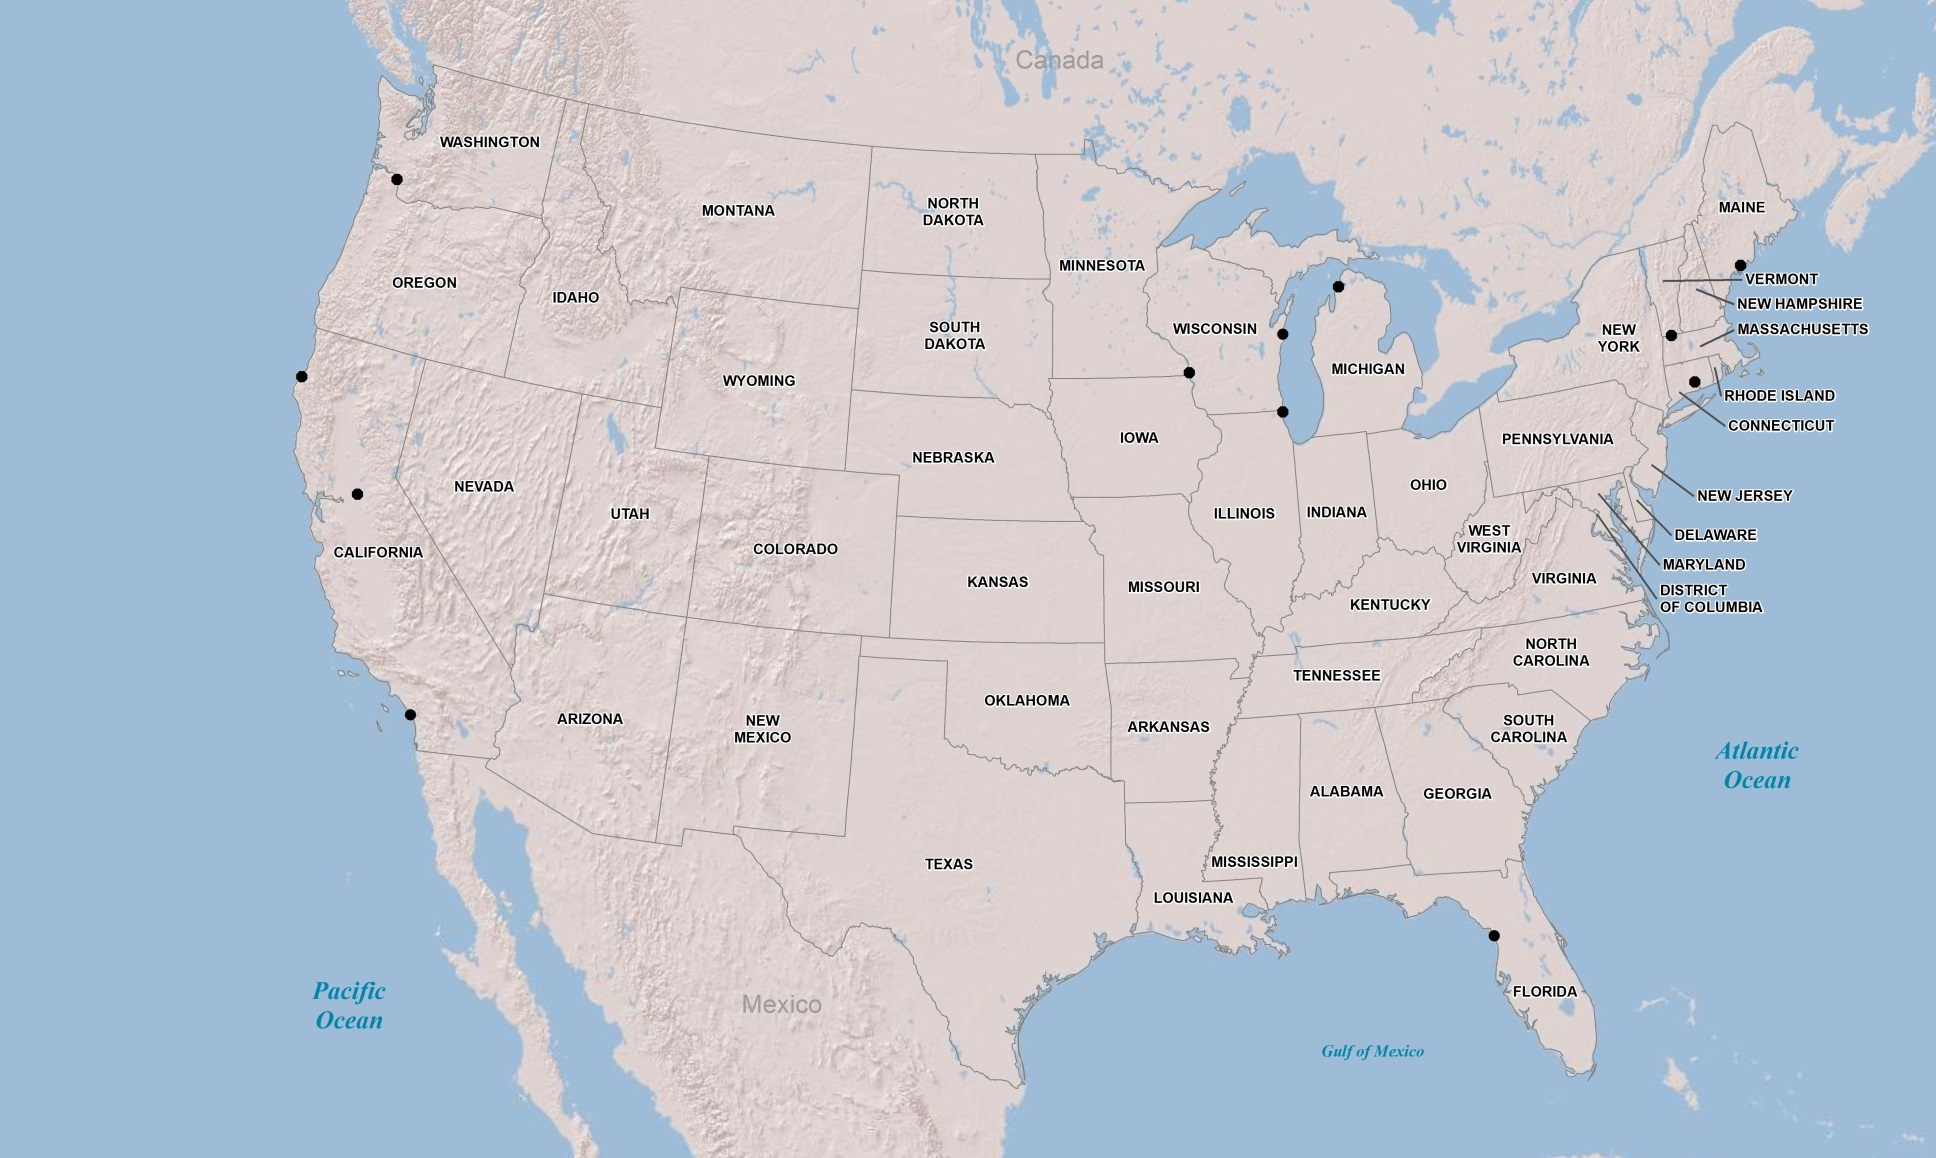 Canada
WASHINGTON
MONTANA
NORTH
DAKOTA
MINNESOTA
MAINE
OREGON
IDAHO
VERMONT
NEW HAMPSHIRE
MASSACHUSETTS
SOUTH
DAKOTA
WISCONSIN
NEW
YORK
MICHIGAN
WYOMING
RHODE ISLAND
CONNECTICUT
IOWA
PENNSYLVANIA
NEBRASKA
NEVADA
OHIO
NEW JERSEY
UTAH
ILLINOIS
INDIANA
COLORADO
WEST
VIRGINIA
DELAWARE
CALIFORNIA
MARYLAND
KANSAS
MISSOURI
VIRGINIA
DISTRICT
OF COLUMBIA
KENTUCKY
NORTH
CAROLINA
TENNESSEE
OKLAHOMA
ARIZONA
NEW
MEXICO
ARKANSAS
SOUTH
CAROLINA
Atlantic
Ocean
ALABAMA
GEORGIA
TEXAS
MISSISSIPPI
LOUISIANA
Pacific
Ocean
Mexico
FLORIDA
Gulf of Mexico